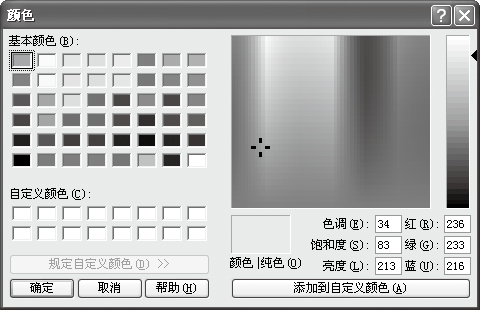 颜色
基本颜色(B):
自定义颜色(C):
规定自定义颜色(D) >>
确定 取消 帮助(H)
颜色|纯色(O)
色调(E): 34 红(R): 236
饱和度(S): 83 绿(G): 233
亮度(L): 213 蓝(U): 216
添加到自定义颜色(A)